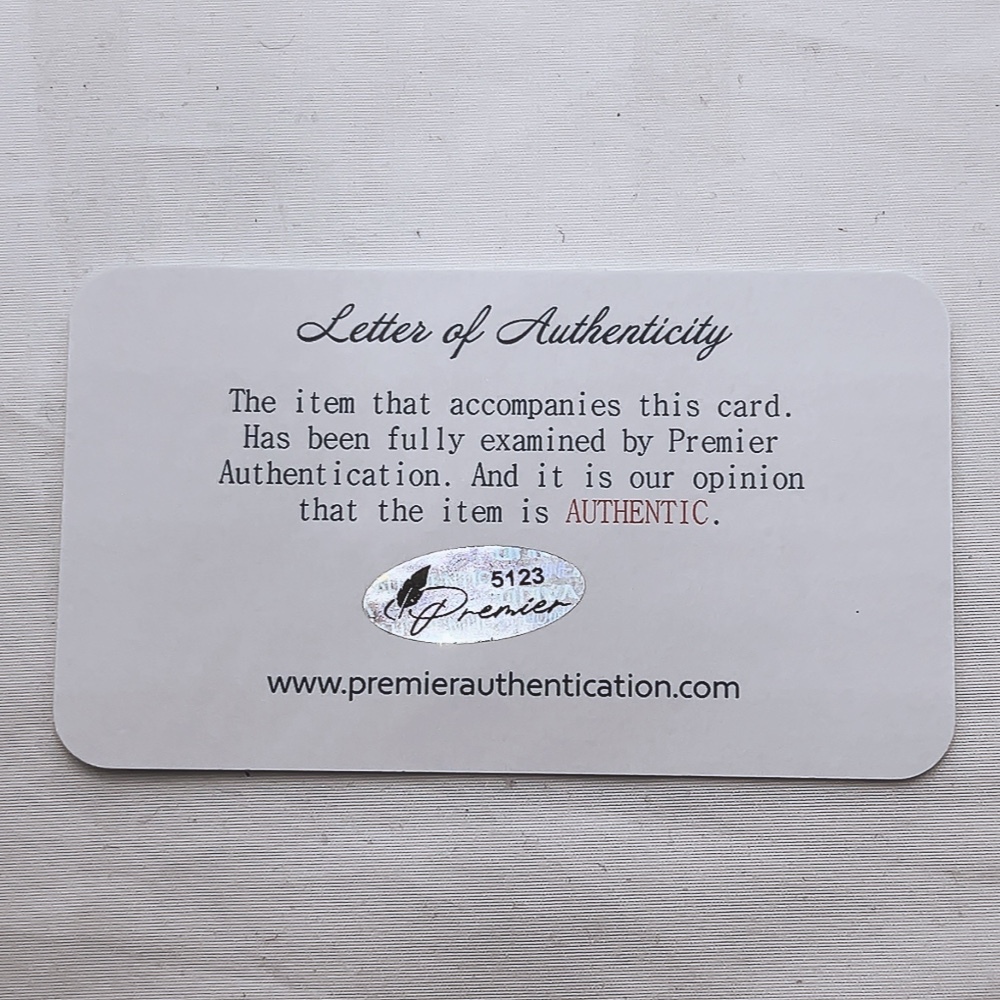 Letter of Authenticity
The item that accompanies this card.
Has been fully examined by Premier
Authentication. And it is our opinion
that the item is AUTHENTIC.
5123
Premier
www.premierauthentication.com